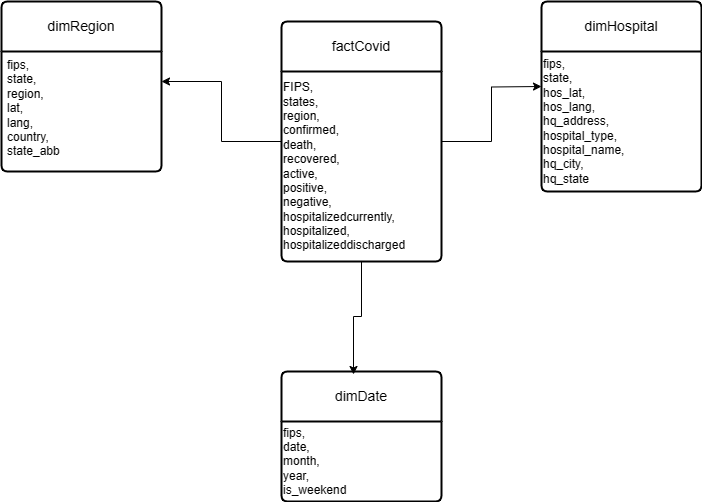 dimRegion
fips,
state,
region,
lat,
lang,
country,
state_abb
factCovid
FIPS,
states,
region,
confirmed,
death,
recovered,
active,
positive,
negative,
hospitalizedcurrently,
hospitalized,
hospitalizeddischarged
dimHospital
fips,
state,
hos_lat,
hos_lang,
hq_address,
hospital_type,
hospital_name,
hq_city,
hq_state
dimDate
fips,
date,
month,
year,
is_weekend